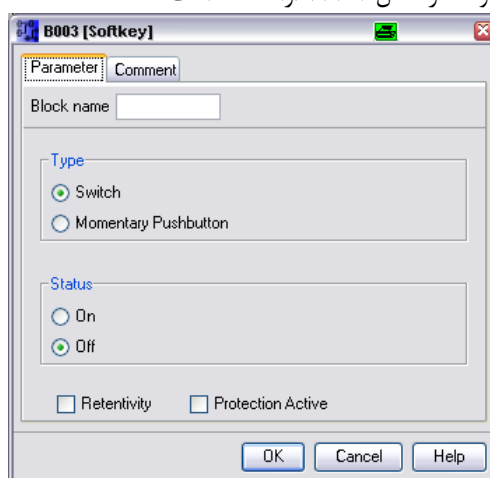 B003 [Softkey]
Parameter Comment
Block name
Type
Switch
Momentary Pushbutton
Status
On
Off
Retentivity Protection Active
OK Cancel Help